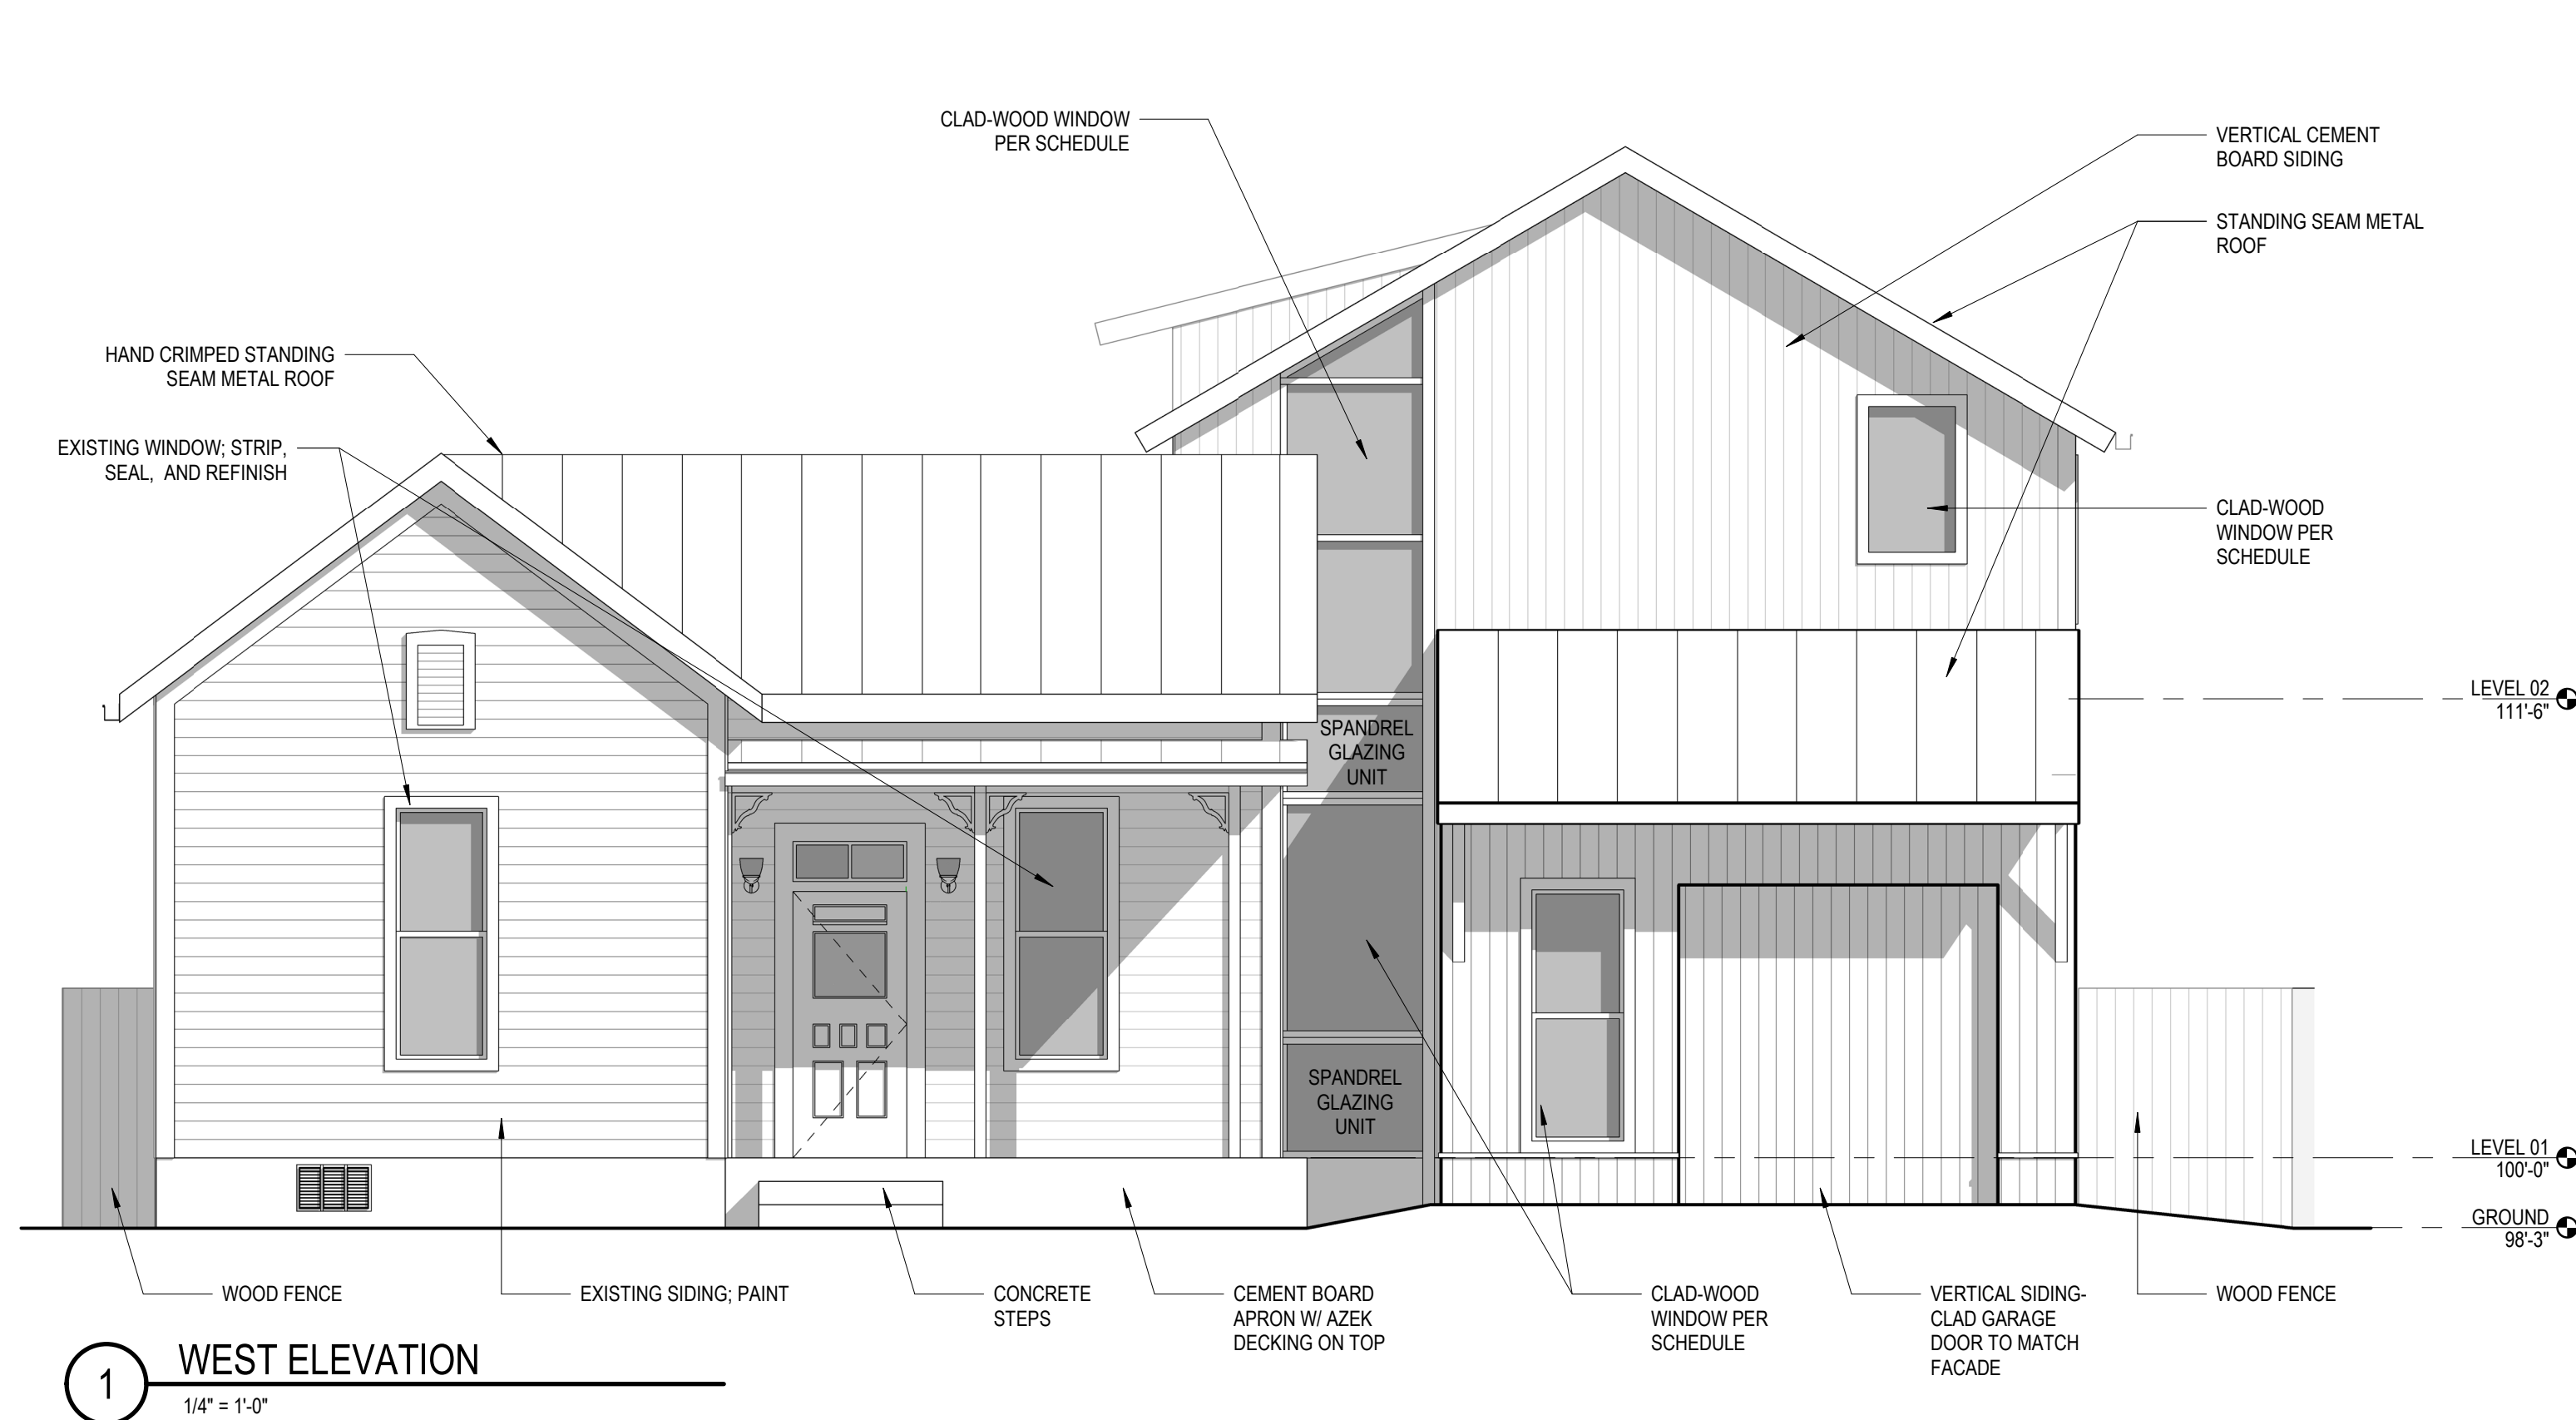 CLAD-WOOD WINDOW
PER SCHEDULE
VERTICAL CEMENT
BOARD SIDING
STANDING SEAM METAL
ROOF
HAND CRIMPED STANDING
SEAM METAL ROOF
EXISTING WINDOW; STRIP,
SEAL, AND REFINISH
CLAD-WOOD
WINDOW PER
SCHEDULE
LEVEL 02
111'-6"
SPANDREL
GLAZING
UNIT
SPANDREL
GLAZING
UNIT
LEVEL 01
100'-0"
GROUND
98'-3"
WOOD FENCE
EXISTING SIDING; PAINT
CONCRETE
STEPS
CEMENT BOARD
APRON W/ AZEK
DECKING ON TOP
CLAD-WOOD
WINDOW PER
SCHEDULE
VERTICAL SIDING-
CLAD GARAGE
DOOR TO MATCH
FACADE
WOOD FENCE
1
WEST ELEVATION
1/4" = 1'-0"